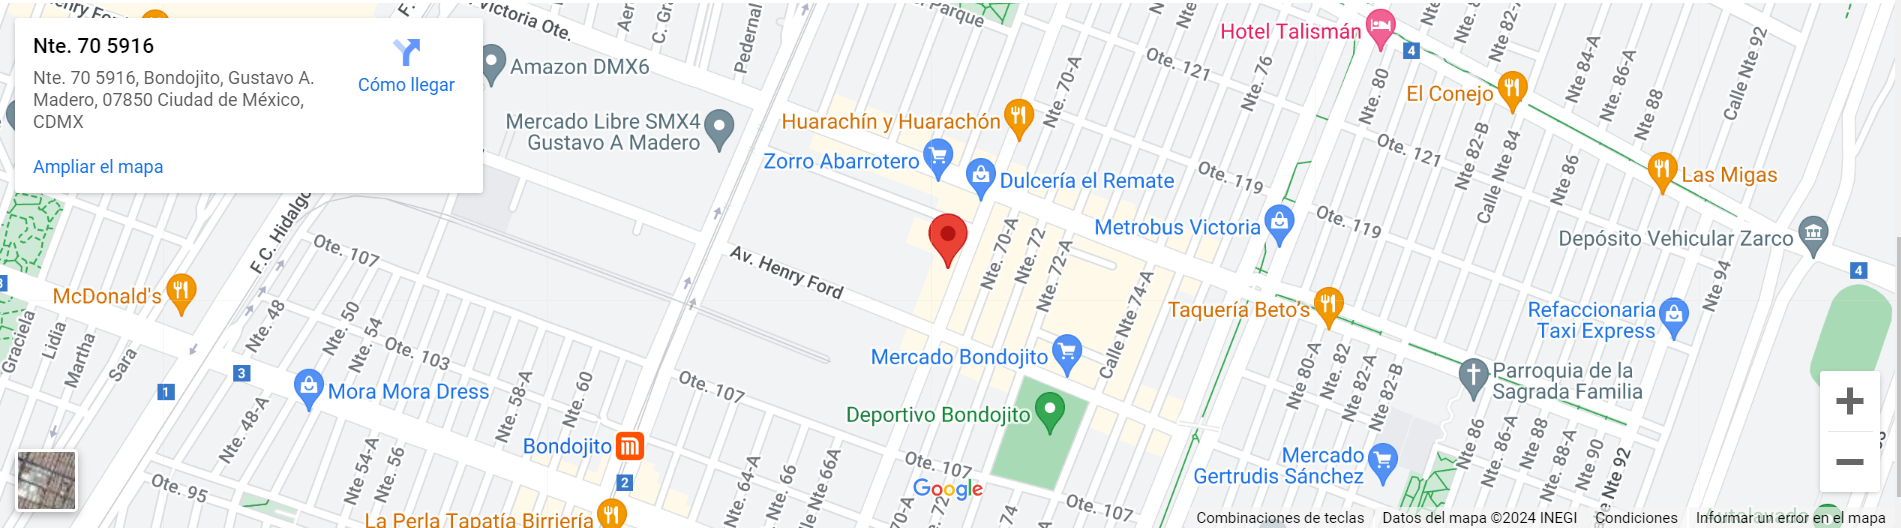 Nte. 70 5916
Nte. 70 5916, Bondojito, Gustavo A.
Madero, 07850 Ciudad de México,
CDMX
Cómo llegar
Ampliar el mapa
Victoria Ote.
C. Gr
Pedernal
Parque
Amazon DMX6
Mercado Libre SMX4
Gustavo A Madero
Huarachín y Huarachón
Zorro Abarrotero
Dulcería el Remate
Hotel Talismán
4
El Conejo
Las Migas
Ote. 121
Nte. 70-A
Nte. 76
Nte. 80
Nte 82-A
Nte 84-A
Nte. 86-A
Nte 88
Calle Nte 92
Ote. 121
Nte 82-B
Calle Nte 84
Nte 86
Ote. 119
Ote. 119
Metrobus Victoria
Depósito Vehicular Zarco
4
F.C. Hidalgo
Ote. 107
Av. Henry Ford
Nte. 70-A
Nte. 72
Nte. 72-A
Calle Nte 74-A
Nte 94
McDonald's
Taquería Beto's
Refaccionaria
Taxi Express
Graciela
Lidia
Martha
Sara
Nte. 48
Nte. 50
Nte. 54
Ote. 103
Mercado Bondojito
Nte 80-A
Nte. 82
Nte 82-A
Nte 82-B
Parroquia de la
Sagrada Familia
3
1
Mora Mora Dress
Nte. 48-A
Nte. 58-A
Nte. 60
Ote. 107
Deportivo Bondojito
Bondojito
2
Nte 54-A
Nte. 56
Ote. 95
Nte. 64-A
Nte. 66
Nte 66A
Ote. 107
Ote. 107
Mercado
Gertrudis Sánchez
Nte 86
Nte. 86-A
Nte 88
Nte. 88-A
Nte 90
Nte 92
La Perla Tapatía Birriería
Google
Combinaciones de teclas
Datos del mapa ©2024 INEGI
Condiciones
Informar un error en el mapa